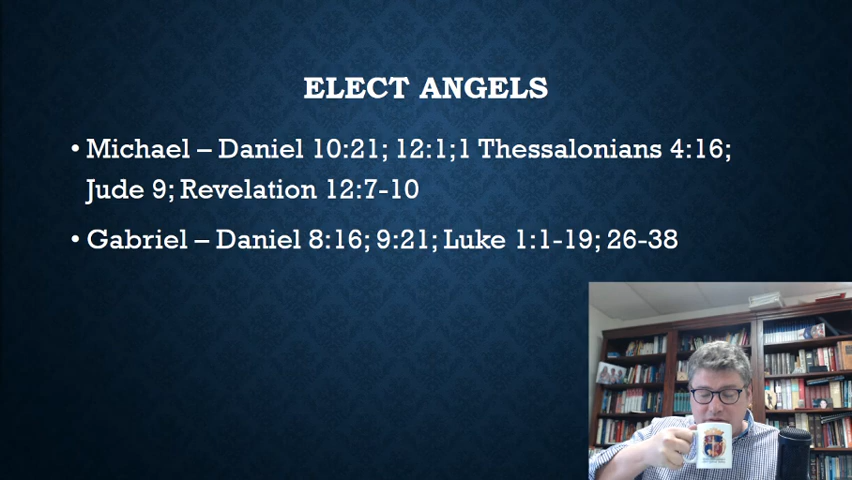 ELECT ANGELS
• Michael – Daniel 10:21; 12:1;1 Thessalonians 4:16;
Jude 9; Revelation 12:7-10
• Gabriel – Daniel 8:16; 9:21; Luke 1:1-19; 26-38